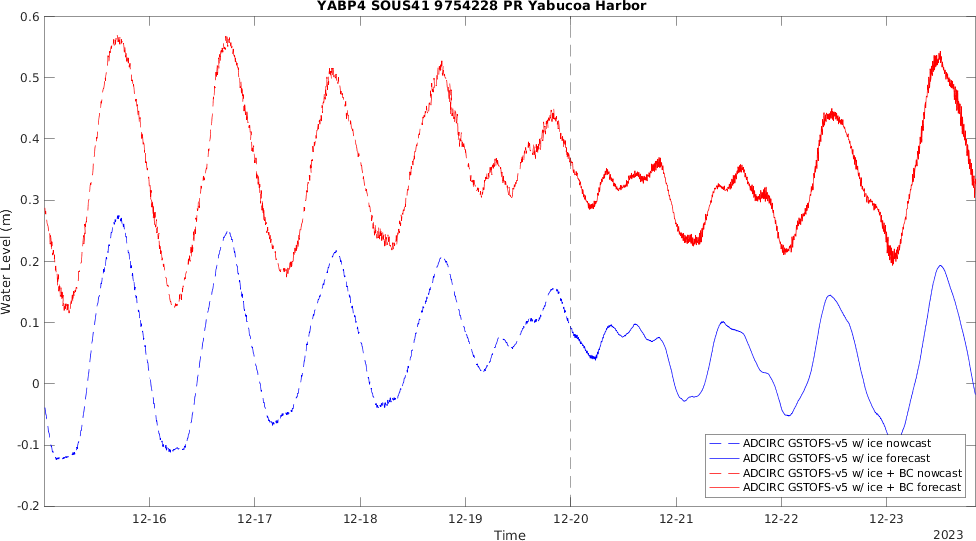 YABP4 SOUS41 9754228 PR Yabucoa Harbor
0.6
0.5
0.4
0.3
0.2
0.1
0
-0.1
-0.2
Water Level (m)
12-16 12-17 12-18 12-19 12-20 12-21 12-22 12-23
Time
2023
ADCIRC GSTOFS-v5 w/ ice nowcast
ADCIRC GSTOFS-v5 w/ ice forecast
ADCIRC GSTOFS-v5 w/ ice + BC nowcast
ADCIRC GSTOFS-v5 w/ ice + BC forecast